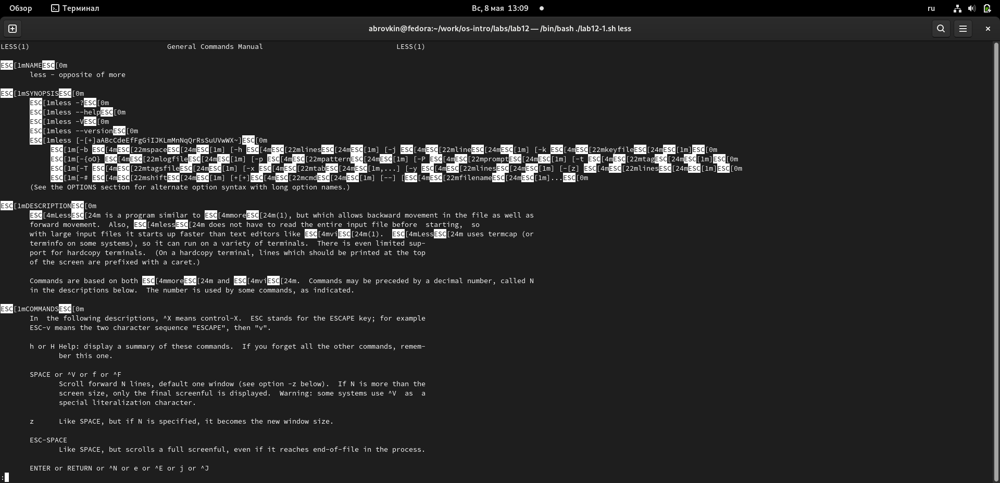 Обзор Терминал Вс, 8 мая 13:09 ru
abrovkin@fedora:~/work/os-intro/labs/lab12 — /bin/bash ./lab12-1.sh less
LESS(1) General Commands Manual LESS(1)
ESC[1mNAMEESC[0m
less - opposite of more
ESC[1mSYNOPSISESC[0m
ESC[1mless -?ESC[0m
ESC[1mless --helpESC[0m
ESC[1mless -VESC[0m
ESC[1mless --versionESC[0m
ESC[1mless [-[+]aABcCdeEfFgGiIJKLmMnNqQrRsSuUVwWX~]ESC[0m
ESC[1m[-b ESC[4mESC[22mspaceESC[24mESC[1m] [-h ESC[4mESC[22mlinesESC[24mESC[1m] [-j ESC[4mESC[22mlineESC[24mESC[1m] [-k ESC[4mESC[22mkeyfileESC[24mESC[1m]ESC[0m
ESC[1m[-{oO} ESC[4mESC[22mlogfileESC[24mESC[1m] [-p ESC[4mESC[22mpatternESC[24mESC[1m] [-P ESC[4mESC[22mpromptESC[24mESC[1m] [-t ESC[4mESC[22mtagESC[24mESC[1m]ESC[0m
ESC[1m[-T ESC[4mESC[22mtagsfileESC[24mESC[1m] [-x ESC[4mESC[22mtabESC[24mESC[1m,...] [-y ESC[4mESC[22mlinesESC[24mESC[1m] [-[z] ESC[4mESC[22mlinesESC[24mESC[1m]ESC[0m
ESC[1m[-# ESC[4mESC[22mshiftESC[24mESC[1m] [+[+]ESC[4mESC[22mcmdESC[24mESC[1m] [--] [ESC[4mESC[22mfilenameESC[24mESC[1m]...ESC[0m
(See the OPTIONS section for alternate option syntax with long option names.)
ESC[1mDESCRIPTIONESC[0m
ESC[4mLessESC[24m is a program similar to ESC[4mmoreESC[24m(1), but which allows backward movement in the file as well as
forward movement.  Also, ESC[4mlessESC[24m does not have to read the entire input file before  starting,  so
with large input files it starts up faster than text editors like ESC[4mviESC[24m(1).  ESC[4mLessESC[24m uses termcap (or
terminfo on some systems), so it can run on a variety of terminals.  There is even limited sup-
port for hardcopy terminals.  (On a hardcopy terminal, lines which should be printed at the top
of the screen are prefixed with a caret.)
Commands are based on both ESC[4mmoreESC[24m and ESC[4mviESC[24m.  Commands may be preceded by a decimal number, called N
in the descriptions below.  The number is used by some commands, as indicated.
ESC[1mCOMMANDSESC[0m
In  the following descriptions, ^X means control-X.  ESC stands for the ESCAPE key; for example
ESC-v means the two character sequence "ESCAPE", then "v".
h or H Help: display a summary of these commands.  If you forget all the other commands, remem-
ber this one.
SPACE or ^V or f or ^F
Scroll forward N lines, default one window (see option -z below).  If N is more than the
screen size, only the final screenful is displayed.  Warning: some systems use ^V  as  a
special literalization character.
z      Like SPACE, but if N is specified, it becomes the new window size.
ESC-SPACE
Like SPACE, but scrolls a full screenful, even if it reaches end-of-file in the process.
ENTER or RETURN or ^N or e or ^E or j or ^J
: